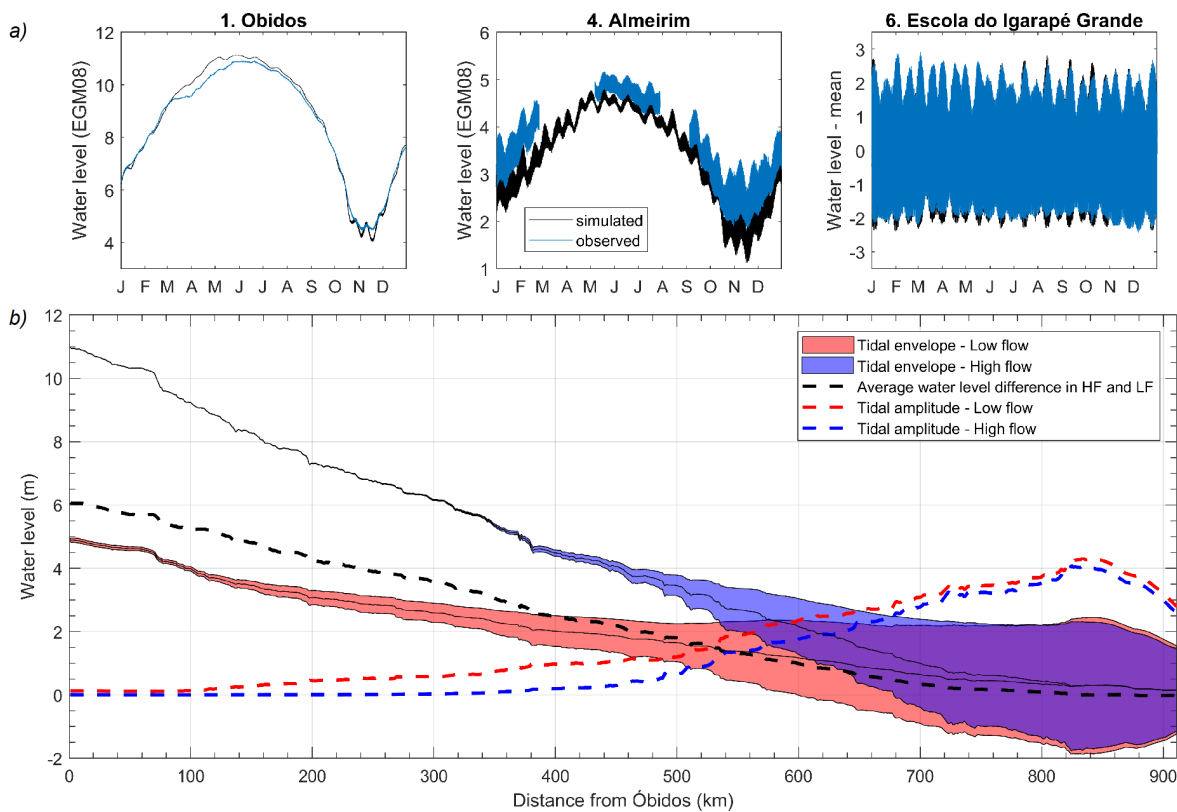 a)
1. Obidos
4. Almeirim
6. Escola do Igarapé Grande
Water level (EGM08)
12
10
8
6
4
J F M A M J J A S O N D
Water level (EGM08)
6
5
4
3
2
1
simulated
observed
J F M A M J J A S O N D
Water level - mean
3
2
1
0
-1
-2
-3
J F M A M J J A S O N D
b)
Water level (m)
12
10
8
6
4
2
0
-2
Tidal envelope - Low flow
Tidal envelope - High flow
Average water level difference in HF and LF
Tidal amplitude - Low flow
Tidal amplitude - High flow
0 100 200 300 400 500 600 700 800 900
Distance from Óbidos (km)